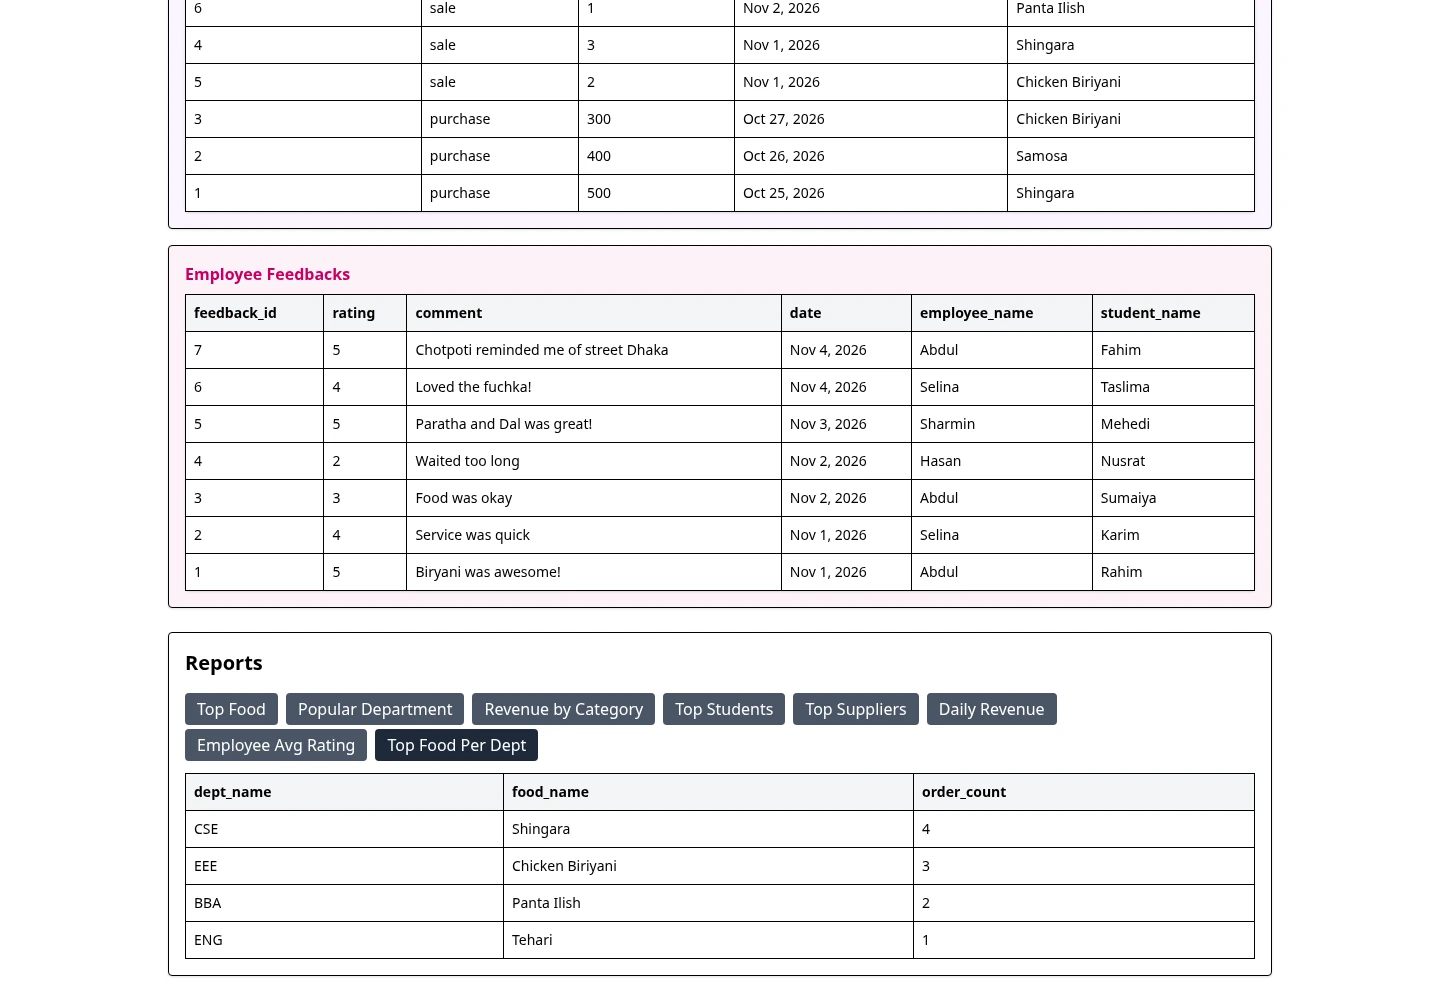 6 sale 1 Nov 2, 2026 Panta Ilish
4 sale 3 Nov 1, 2026 Shingara
5 sale 2 Nov 1, 2026 Chicken Biriyani
3 purchase 300 Oct 27, 2026 Chicken Biriyani
2 purchase 400 Oct 26, 2026 Samosa
1 purchase 500 Oct 25, 2026 Shingara
Employee Feedbacks
feedback_id rating comment date employee_name student_name
7 5 Chotpoti reminded me of street Dhaka Nov 4, 2026 Abdul Fahim
6 4 Loved the fuchka! Nov 4, 2026 Selina Taslima
5 5 Paratha and Dal was great! Nov 3, 2026 Sharmin Mehedi
4 2 Waited too long Nov 2, 2026 Hasan Nusrat
3 3 Food was okay Nov 2, 2026 Abdul Sumaiya
2 4 Service was quick Nov 1, 2026 Selina Karim
1 5 Biryani was awesome! Nov 1, 2026 Abdul Rahim
Reports
Top Food Popular Department Revenue by Category Top Students Top Suppliers Daily Revenue
Employee Avg Rating Top Food Per Dept
dept_name food_name order_count
CSE Shingara 4
EEE Chicken Biriyani 3
BBA Panta Ilish 2
ENG Tehari 1